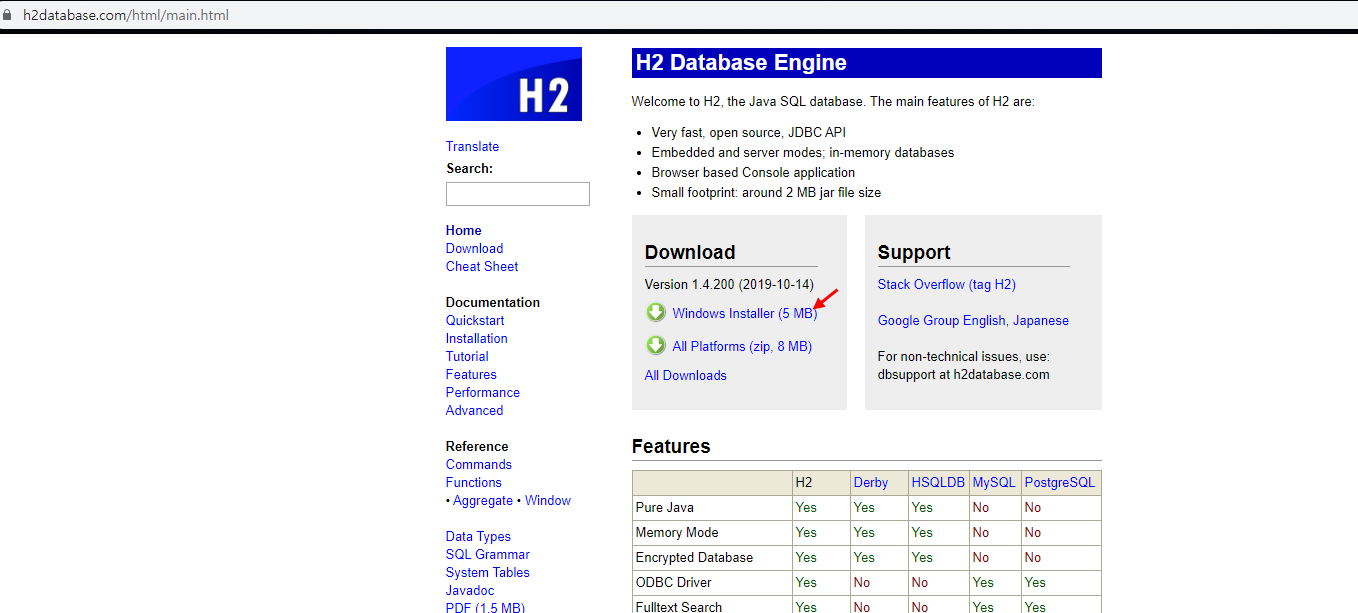 h2database.com/html/main.html
H2
Translate
Search:
Home
Download
Cheat Sheet
Documentation
Quickstart
Installation
Tutorial
Features
Performance
Advanced
Reference
Commands
Functions
• Aggregate • Window
Data Types
SQL Grammar
System Tables
Javadoc
PDF (1.5 MB)
H2 Database Engine
Welcome to H2, the Java SQL database. The main features of H2 are:
• Very fast, open source, JDBC API
• Embedded and server modes; in-memory databases
• Browser based Console application
• Small footprint: around 2 MB jar file size
Download
Version 1.4.200 (2019-10-14)
Windows Installer (5 MB)
All Platforms (zip, 8 MB)
All Downloads
Support
Stack Overflow (tag H2)
Google Group English, Japanese
For non-technical issues, use:
dbsupport at h2database.com
Features
H2 Derby HSQLDB MySQL PostgreSQL
Pure Java Yes Yes Yes No No
Memory Mode Yes Yes Yes No No
Encrypted Database Yes Yes Yes No No
ODBC Driver Yes No No Yes Yes
Fulltext Search Yes No No Yes Yes